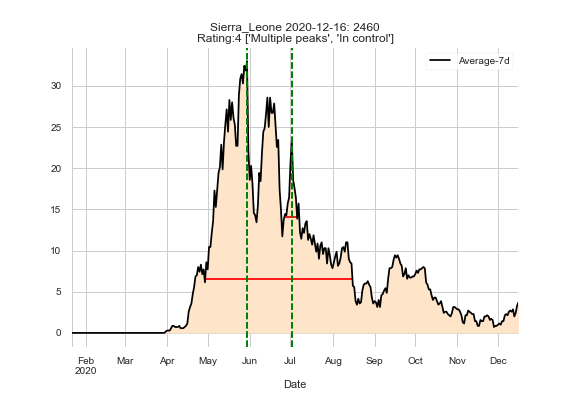 Sierra_Leone 2020-12-16: 2460
Rating:4 ['Multiple peaks', 'In control']
Average-7d
30
25
20
15
10
5
0
Feb Mar Apr May Jun Jul Aug Sep Oct Nov Dec
2020
Date